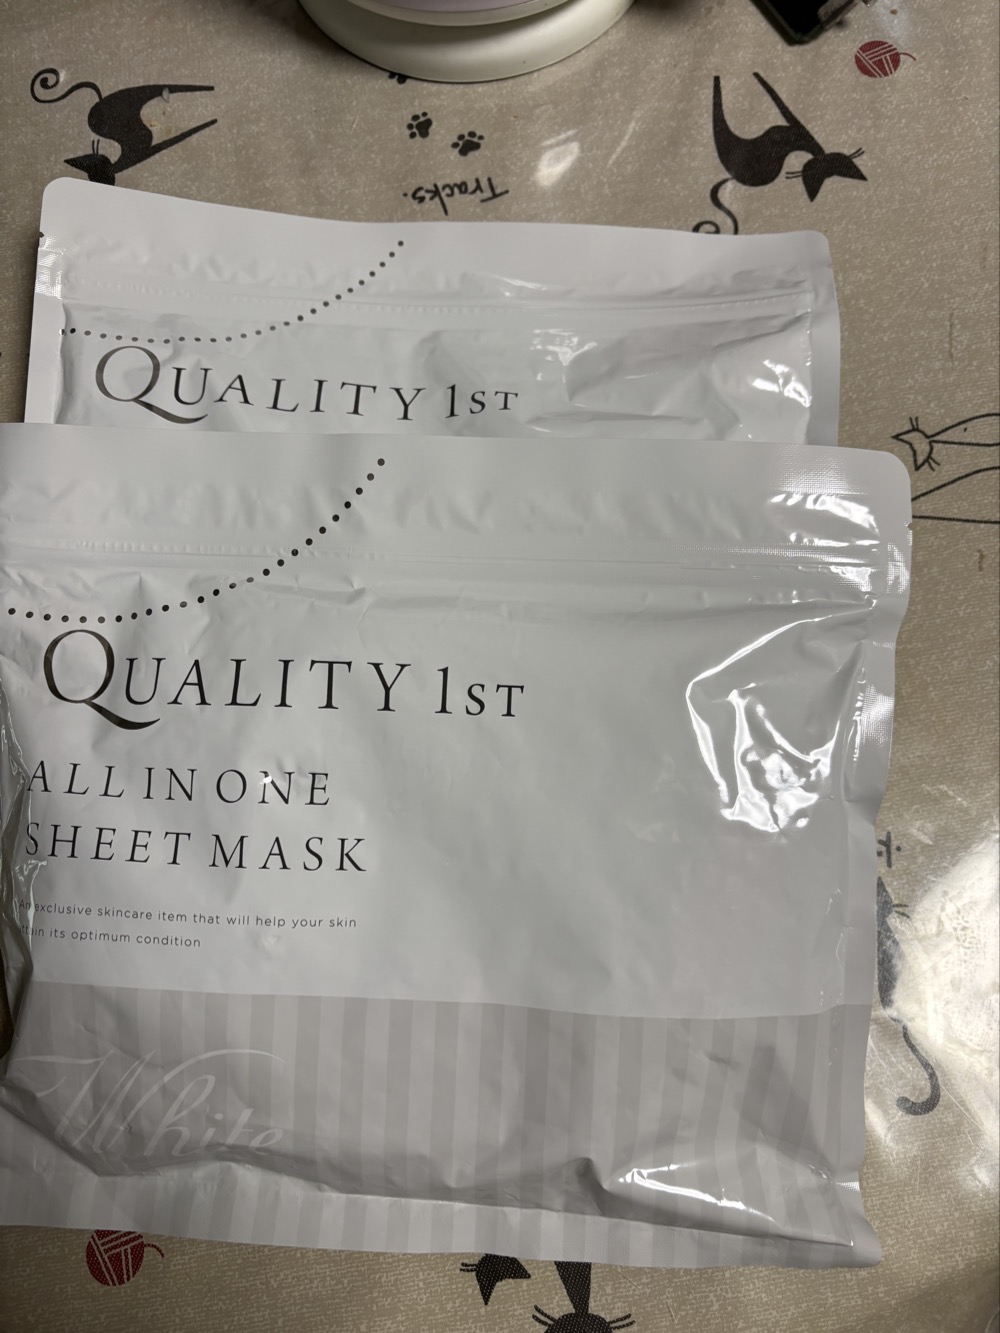 Tracks.
QUALITY 1ST
QUALITY 1ST
ALL IN ONE
SHEET MASK
An exclusive skincare item that will help your skin
its optimum condition
White